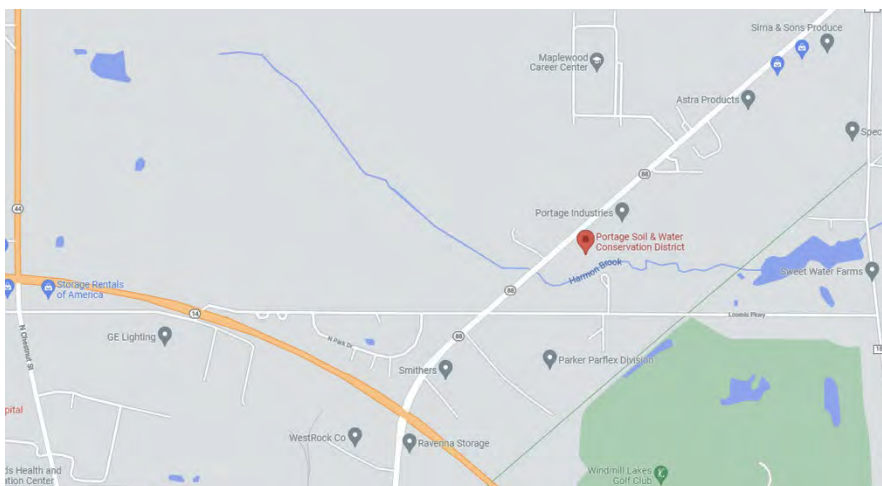 Sirna & Sons Produce
Maplewood
Career Center
Astra Products
Spec
88
44
Portage Industries
Portage Soil & Water
Conservation District
Harmon Brook
Sweet Water Farms
Storage Rentals
of America
88
14
Loomis Pkwy
GE Lighting
N Chestnut St
N Park Dr
88
Smithers
Parker Parflex Division
pital
WestRock Co
Ravenna Storage
ds Health and
ation Center
Windmill Lakes
Golf Club